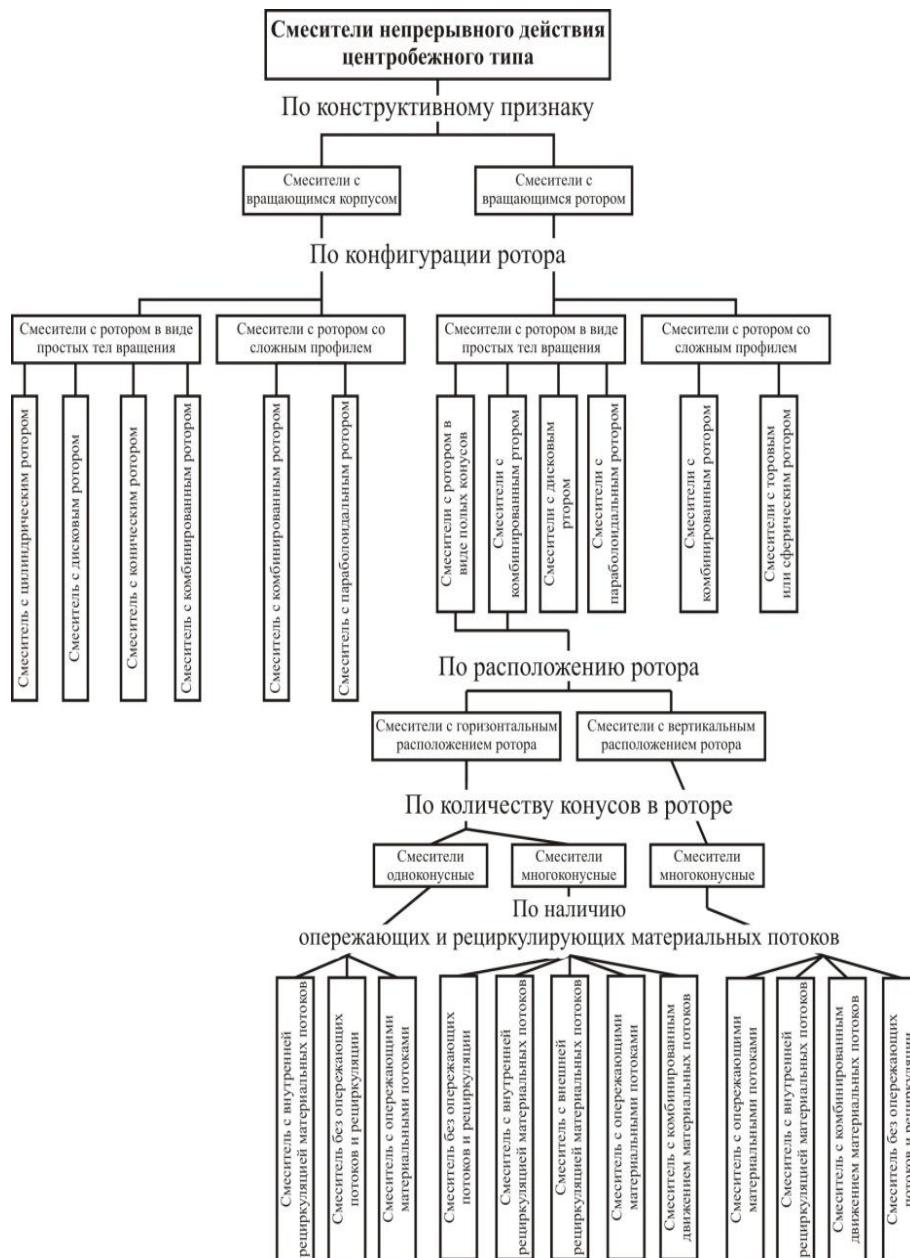 Смесители непрерывного действия
центробежного типа
По конструктивному признаку
Смесители с
вращающимся корпусом
Смесители с
вращающимся ротором
По конфигурации ротора
Смесители с ротором в виде
простых тел вращения
Смесители с ротором со
сложным профилем
Смесители с ротором в виде
простых тел вращения
Смесители с ротором со
сложным профилем
Смеситель с цилиндрическим ротором
Смеситель с дисковым ротором
Смеситель с коническим ротором
Смеситель с комбинированным ротором
Смеситель с комбинированном ротором
Смеситель с параболоидальным ротором
Смесители с ротором в
виде полых конусов
Смесители с
комбинированным ртором
Смесители с дисковым
ртором
Смесители с
параболоидальным ротором
Смесители с
комбинированным ротором
Смесители с торовым
или сферическим ротором
По расположению ротора
Смесители с горизонтальным
расположением ротора
Смесители с вертикальным
расположением ротора
По количеству конусов в роторе
Смесители
одноконусные
Смесители
многоконусные
Смесители
многоконусные
По наличию
опережающих и рециркулирующих материальных потоков
Смеситель с внутренней
рециркуляцией материальных потоков
Смеситель без опережающих
потоков и рециркуляции
Смеситель с опережающими
материальными потоками
Смеситель без опережающих
потоков и рециркуляции
Смеситель с внутренней
рециркуляцией материальных потоков
Смеситель с внешней
рециркуляцией материальных потоков
Смеситель с опережающими
материальными потоками
Смеситель с комбинированным
движением материальных потоков
Смеситель с опережающими
материальными потоками
Смеситель с внутренней
рециркуляцией материальных потоков
Смеситель с комбинированным
движением материальных потоков
Смеситель без опережающих
потоков и рециркуляции